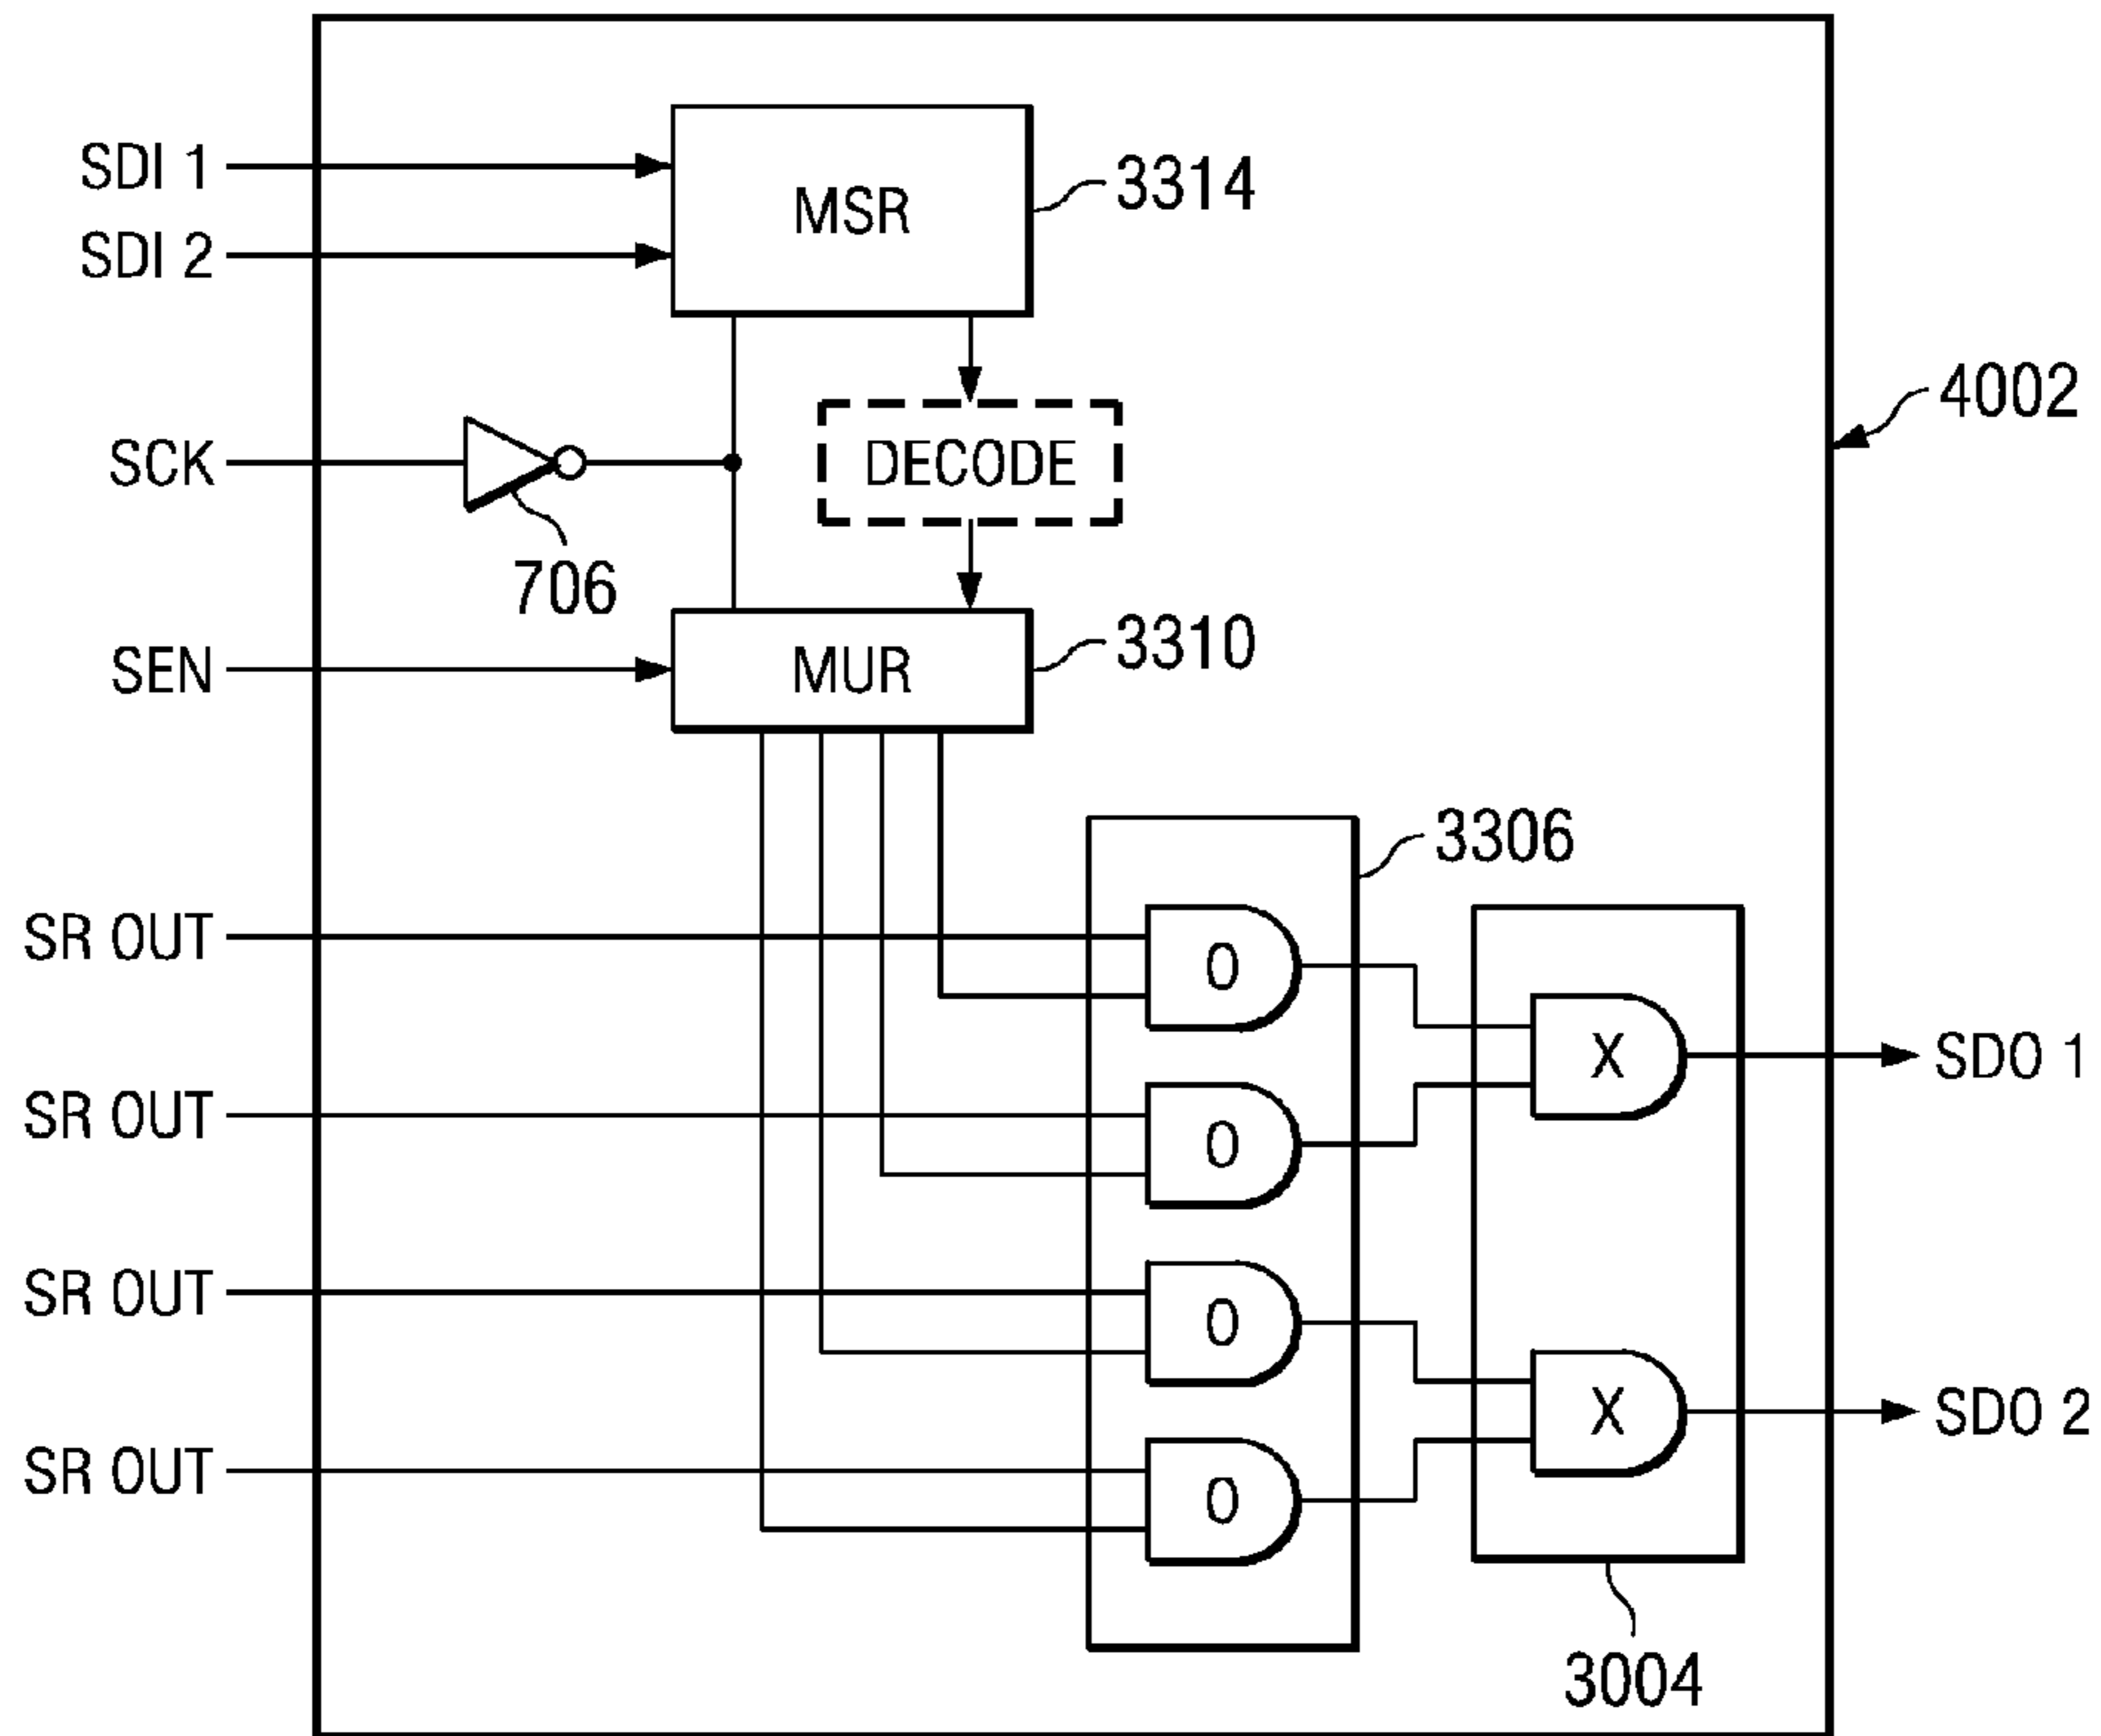 SDI 1
MSR
3314
SDI 2
4002
SCK
DECODE
706
SEN
MUR
3310
3306
SR OUT
O
X
SDO 1
SR OUT
O
SR OUT
O
X
SDO 2
SR OUT
O
3004